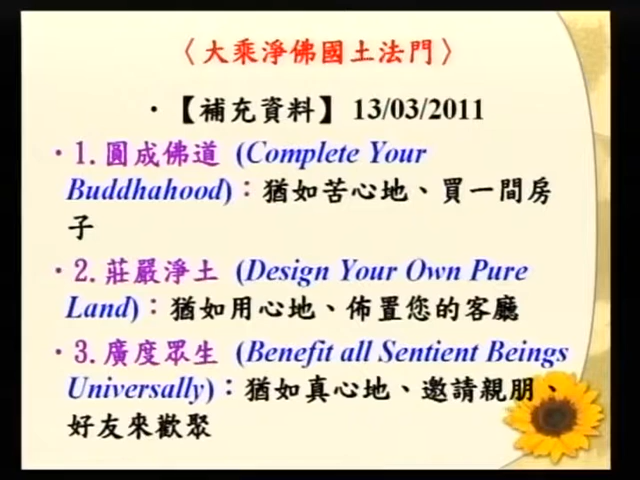 〈大乘淨佛國土法門〉
•【補充資料】 13/03/2011
• 1.圓成佛道 (Complete Your
Buddhahood)：猶如苦心地、買一間房
子
• 2.莊嚴淨土 (Design Your Own Pure
Land)：猶如用心地、佈置您的客廳
• 3.廣度眾生 (Benefit all Sentient Beings
Universally)：猶如真心地、邀請親朋、
好友來歡聚